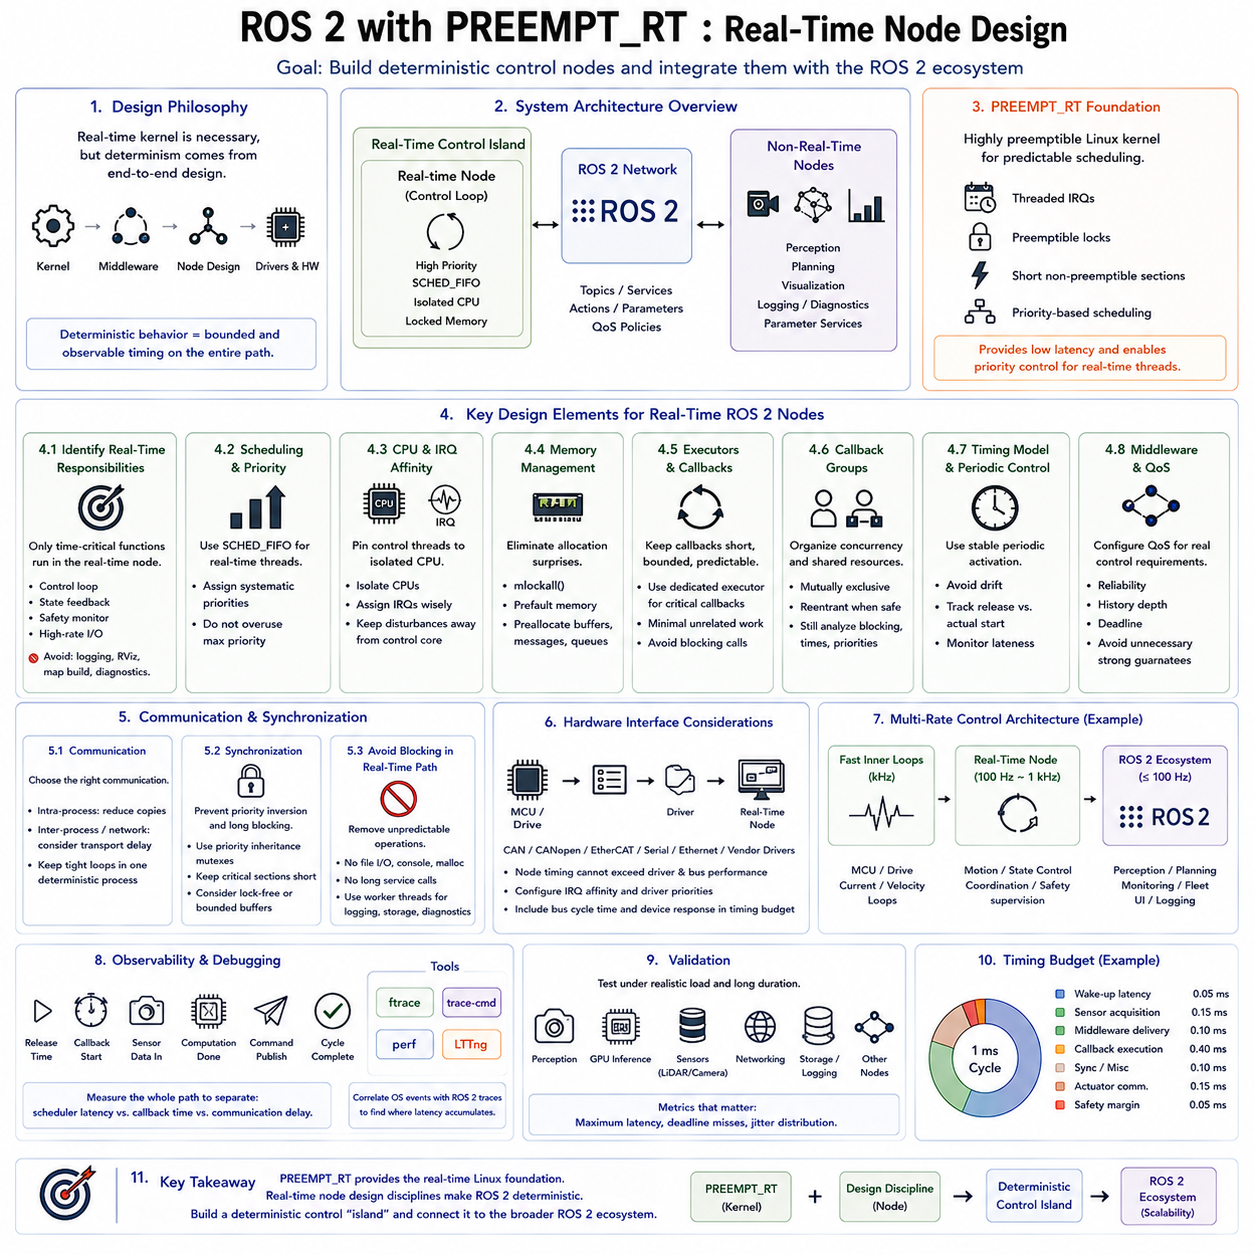 ROS 2 with PREEMPT_RT : Real-Time Node Design
Goal: Build deterministic control nodes and integrate them with the ROS 2 ecosystem
1. Design Philosophy
Real-time kernel is necessary,
but determinism comes from
end-to-end design.
Kernel
Middleware
Node Design
Drivers & HW
Deterministic behavior = bounded and
observable timing on the entire path.
2. System Architecture Overview
Real-Time Control Island
Real-time Node
(Control Loop)
High Priority
SCHED_FIFO
Isolated CPU
Locked Memory
ROS 2 Network
ROS 2
Topics / Services
Actions / Parameters
QoS Policies
Non-Real-Time
Nodes
Perception
Planning
Visualization
Logging / Diagnostics
Parameter Services
3. PREEMPT_RT Foundation
Highly preemptible Linux kernel
for predictable scheduling.
Threaded IRQs
Preemptible locks
Short non-preemptible sections
Priority-based scheduling
Provides low latency and enables
priority control for real-time threads.
4. Key Design Elements for Real-Time ROS 2 Nodes
4.1 Identify Real-Time
Responsibilities
Only time-critical functions
run in the real-time node.
• Control loop
• State feedback
• Safety monitor
• High-rate I/O
Avoid: logging, RViz,
map build, diagnostics.
4.2 Scheduling
& Priority
Use SCHED_FIFO for
real-time threads.
• Assign systematic
priorities
• Do not overuse
max priority
4.3 CPU & IRQ
Affinity
CPU
IRQ
Pin control threads to
isolated CPU.
• Isolate CPUs
• Assign IRQs wisely
• Keep disturbances away
from control core
4.4 Memory
Management
Eliminate allocation
surprises.
• mlockall()
• Prefault memory
• Preallocate buffers,
messages, queues
4.5 Executors
& Callbacks
Keep callbacks short,
bounded, predictable.
• Use dedicated executor
for critical callbacks
• Minimal unrelated work
• Avoid blocking calls
4.6 Callback
Groups
Organize concurrency
and shared resources.
• Mutually exclusive
• Reentrant when safe
• Still analyze blocking,
times, priorities
4.7 Timing Model
& Periodic Control
Use stable periodic
activation.
• Avoid drift
• Track release vs.
actual start
• Monitor lateness
4.8 Middleware
& QoS
Configure QoS for real
control requirements.
• Reliability
• History depth
• Deadline
• Avoid unnecessary
strong guarnatees
5. Communication & Synchronization
5.1 Communication
Choose the right communication.
• Intra-process: reduce copies
• Inter-process / network:
consider transport delay
• Keep tight loops in one
deterministic process
5.2 Synchronization
Prevent priority inversion
and long blocking.
• Use priority inheritance
mutexes
• Keep critical sections short
• Consider lock-free or
bounded buffers
5.3 Avoid Blocking in
Real-Time Path
Remove unpredictable
operations.
• No file I/O, console, malloc
• No long service calls
• Use worker threads for
logging, storage, diagnostics
6. Hardware Interface Considerations
MCU /
Drive
Driver
Real-Time
Node
CAN / CANopen / EtherCAT / Serial / Ethernet / Vendor Drivers
• Node timing cannot exceed driver & bus performance
• Configure IRQ affinity and driver priorities
• Include bus cycle time and device response in timing budget
7. Multi-Rate Control Architecture (Example)
Fast Inner Loops
(kHz)
MCU / Drive
Current / Velocity
Loops
Real-Time Node
(100 Hz ~ 1 kHz)
Motion / State Control
Coordination / Safety
supervision
ROS 2 Ecosystem
(≤ 100 Hz)
ROS 2
Perception / Planning
Monitoring / Fleet
UI / Logging
8. Observability & Debugging
Release
Time
Callback
Start
Sensor
Data In
Computation
Done
Command
Publish
Cycle
Complete
Tools
ftrace
trace-cmd
perf
LTTng
Measure the whole path to separate:
scheduler latency vs. callback time vs. communication delay.
Correlate OS events with ROS 2 traces
to find where latency accumulates.
9. Validation
Test under realistic load and long duration.
Perception
GPU Inference
Sensors
(LiDAR/Camera)
Networking
Storage /
Logging
Other
Nodes
Metrics that matter:
Maximum latency, deadline misses, jitter distribution.
10. Timing Budget (Example)
1 ms
Cycle
Wake-up latency 0.05 ms
Sensor acquisition 0.15 ms
Middleware delivery 0.10 ms
Callback execution 0.40 ms
Sync / Misc 0.10 ms
Actuator comm. 0.15 ms
Safety margin 0.05 ms
11. Key Takeaway
PREEMPT_RT provides the real-time Linux foundation.
Real-time node design disciplines make ROS 2 deterministic.
Build a deterministic control "island" and connect it to the broader ROS 2 ecosystem.
PREEMPT_RT
(Kernel)
+
Design Discipline
(Node)
Deterministic
Control Island
ROS 2
Ecosystem
(Scalability)